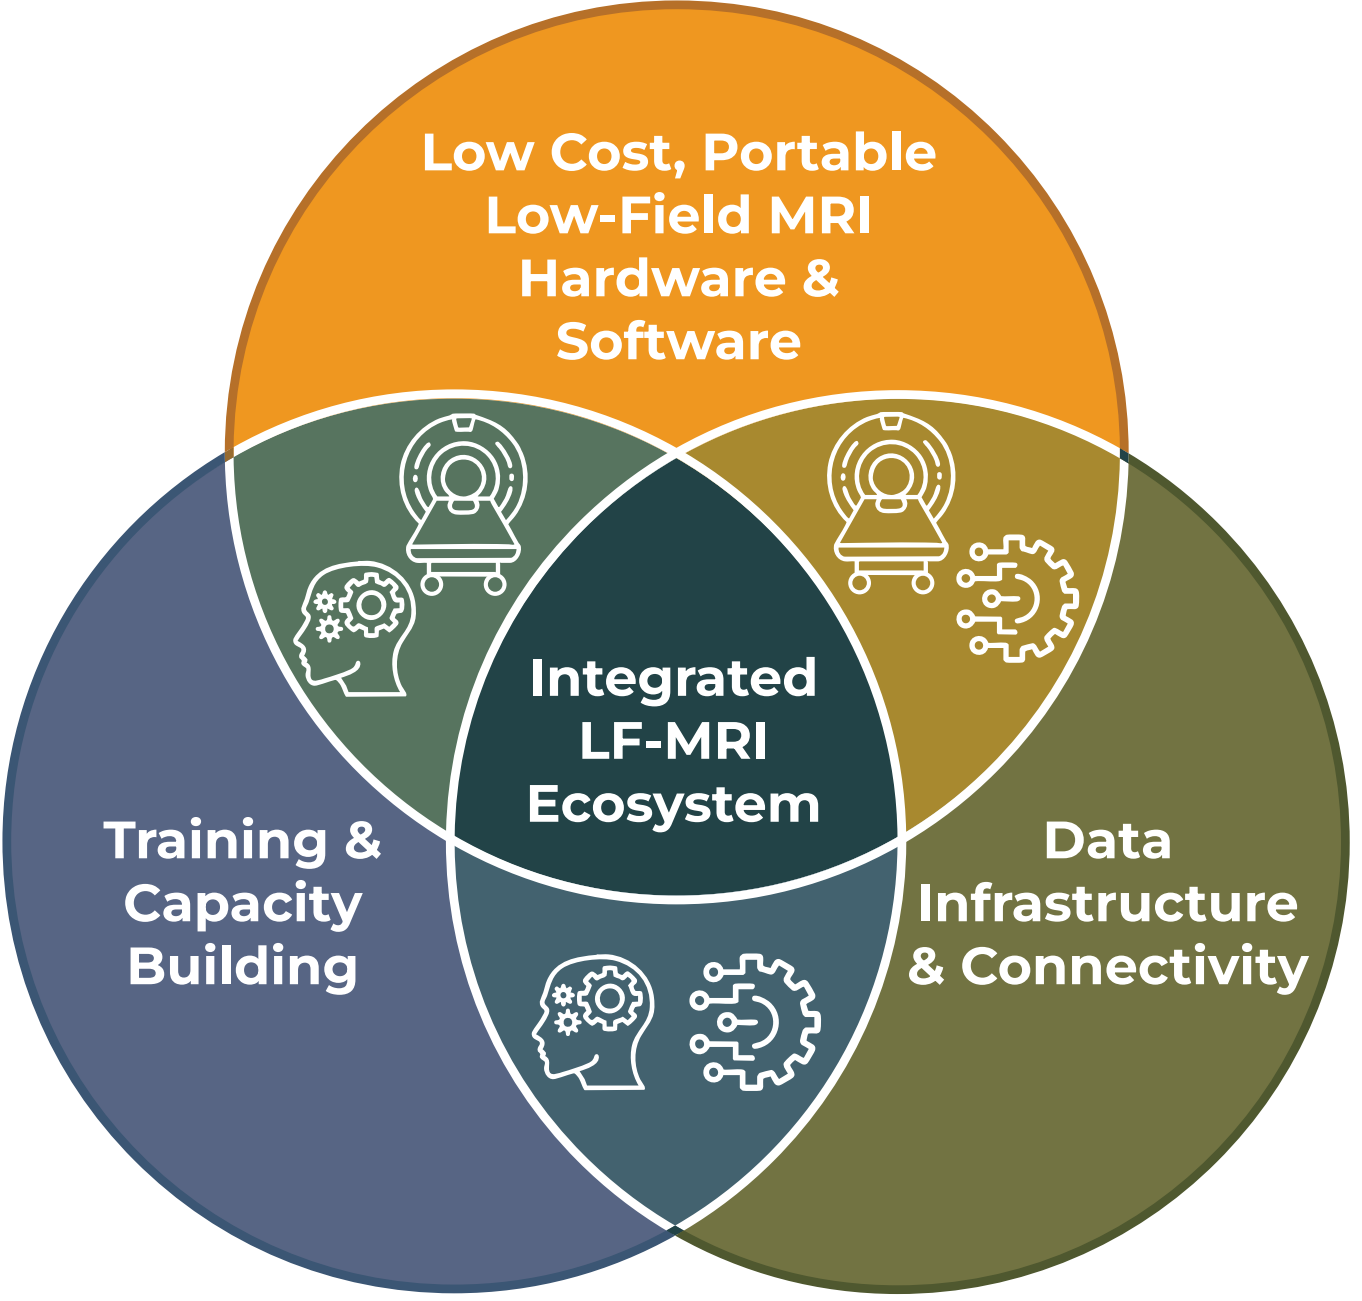 Low Cost, Portable
Low-Field MRI
Hardware &
Software
Integrated
LF-MRI
Ecosystem
Training &
Capacity
Building
Data
Infrastructure
& Connectivity